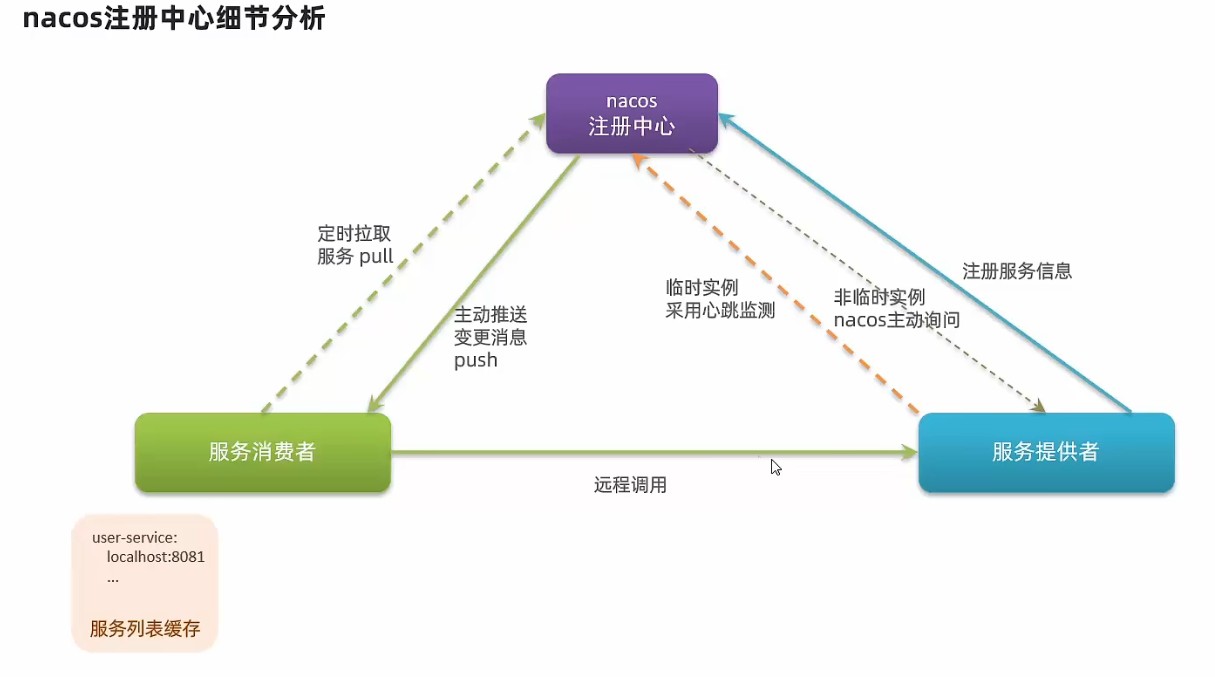 nacos注册中心细节分析
nacos
注册中心
定时拉取
服务 pull
主动推送
变更消息
push
临时实例
采用心跳监测
非临时实例
nacos主动询问
注册服务信息
服务消费者
服务提供者
远程调用
user-service:
localhost:8081
...
服务列表缓存